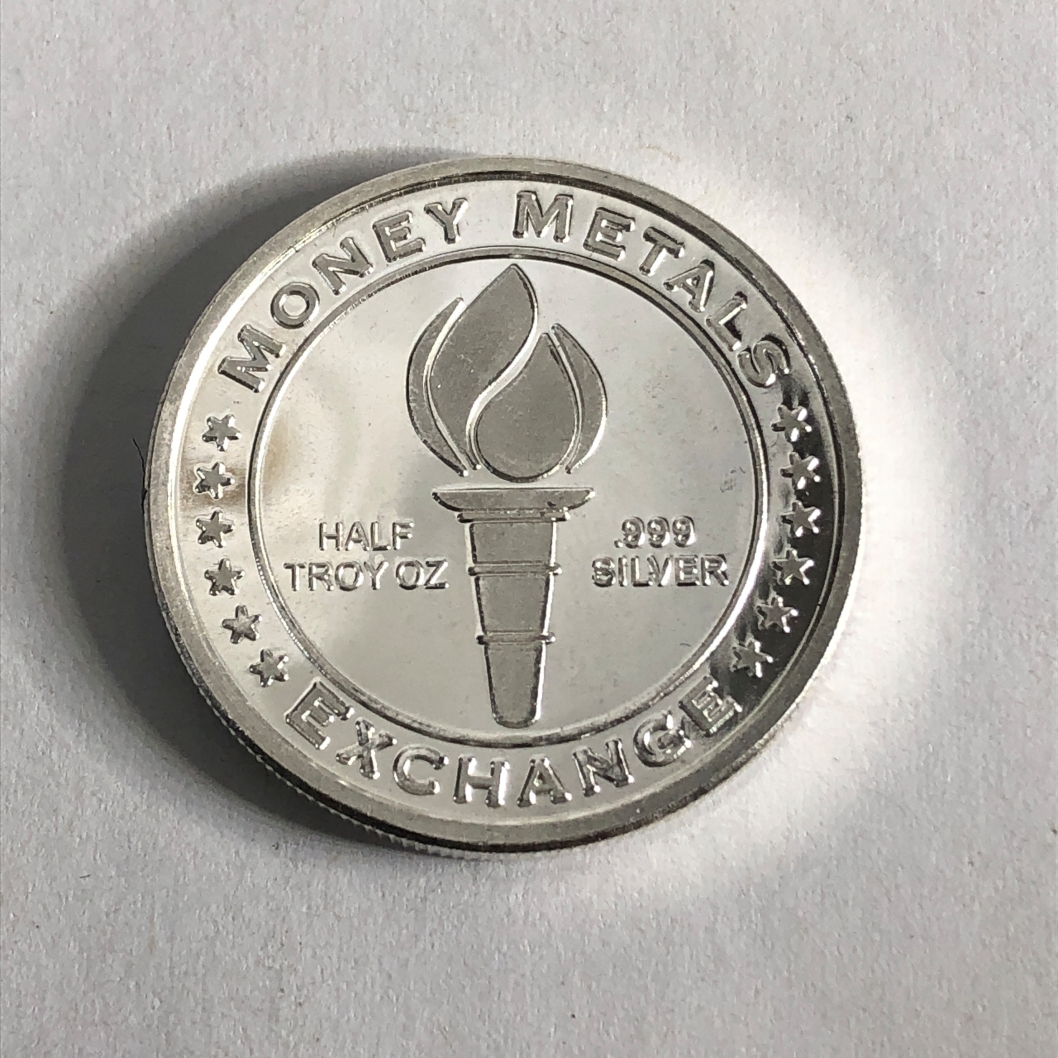 MONEY METALS
HALF
TROY OZ
.999
SILVER
EXCHANGE